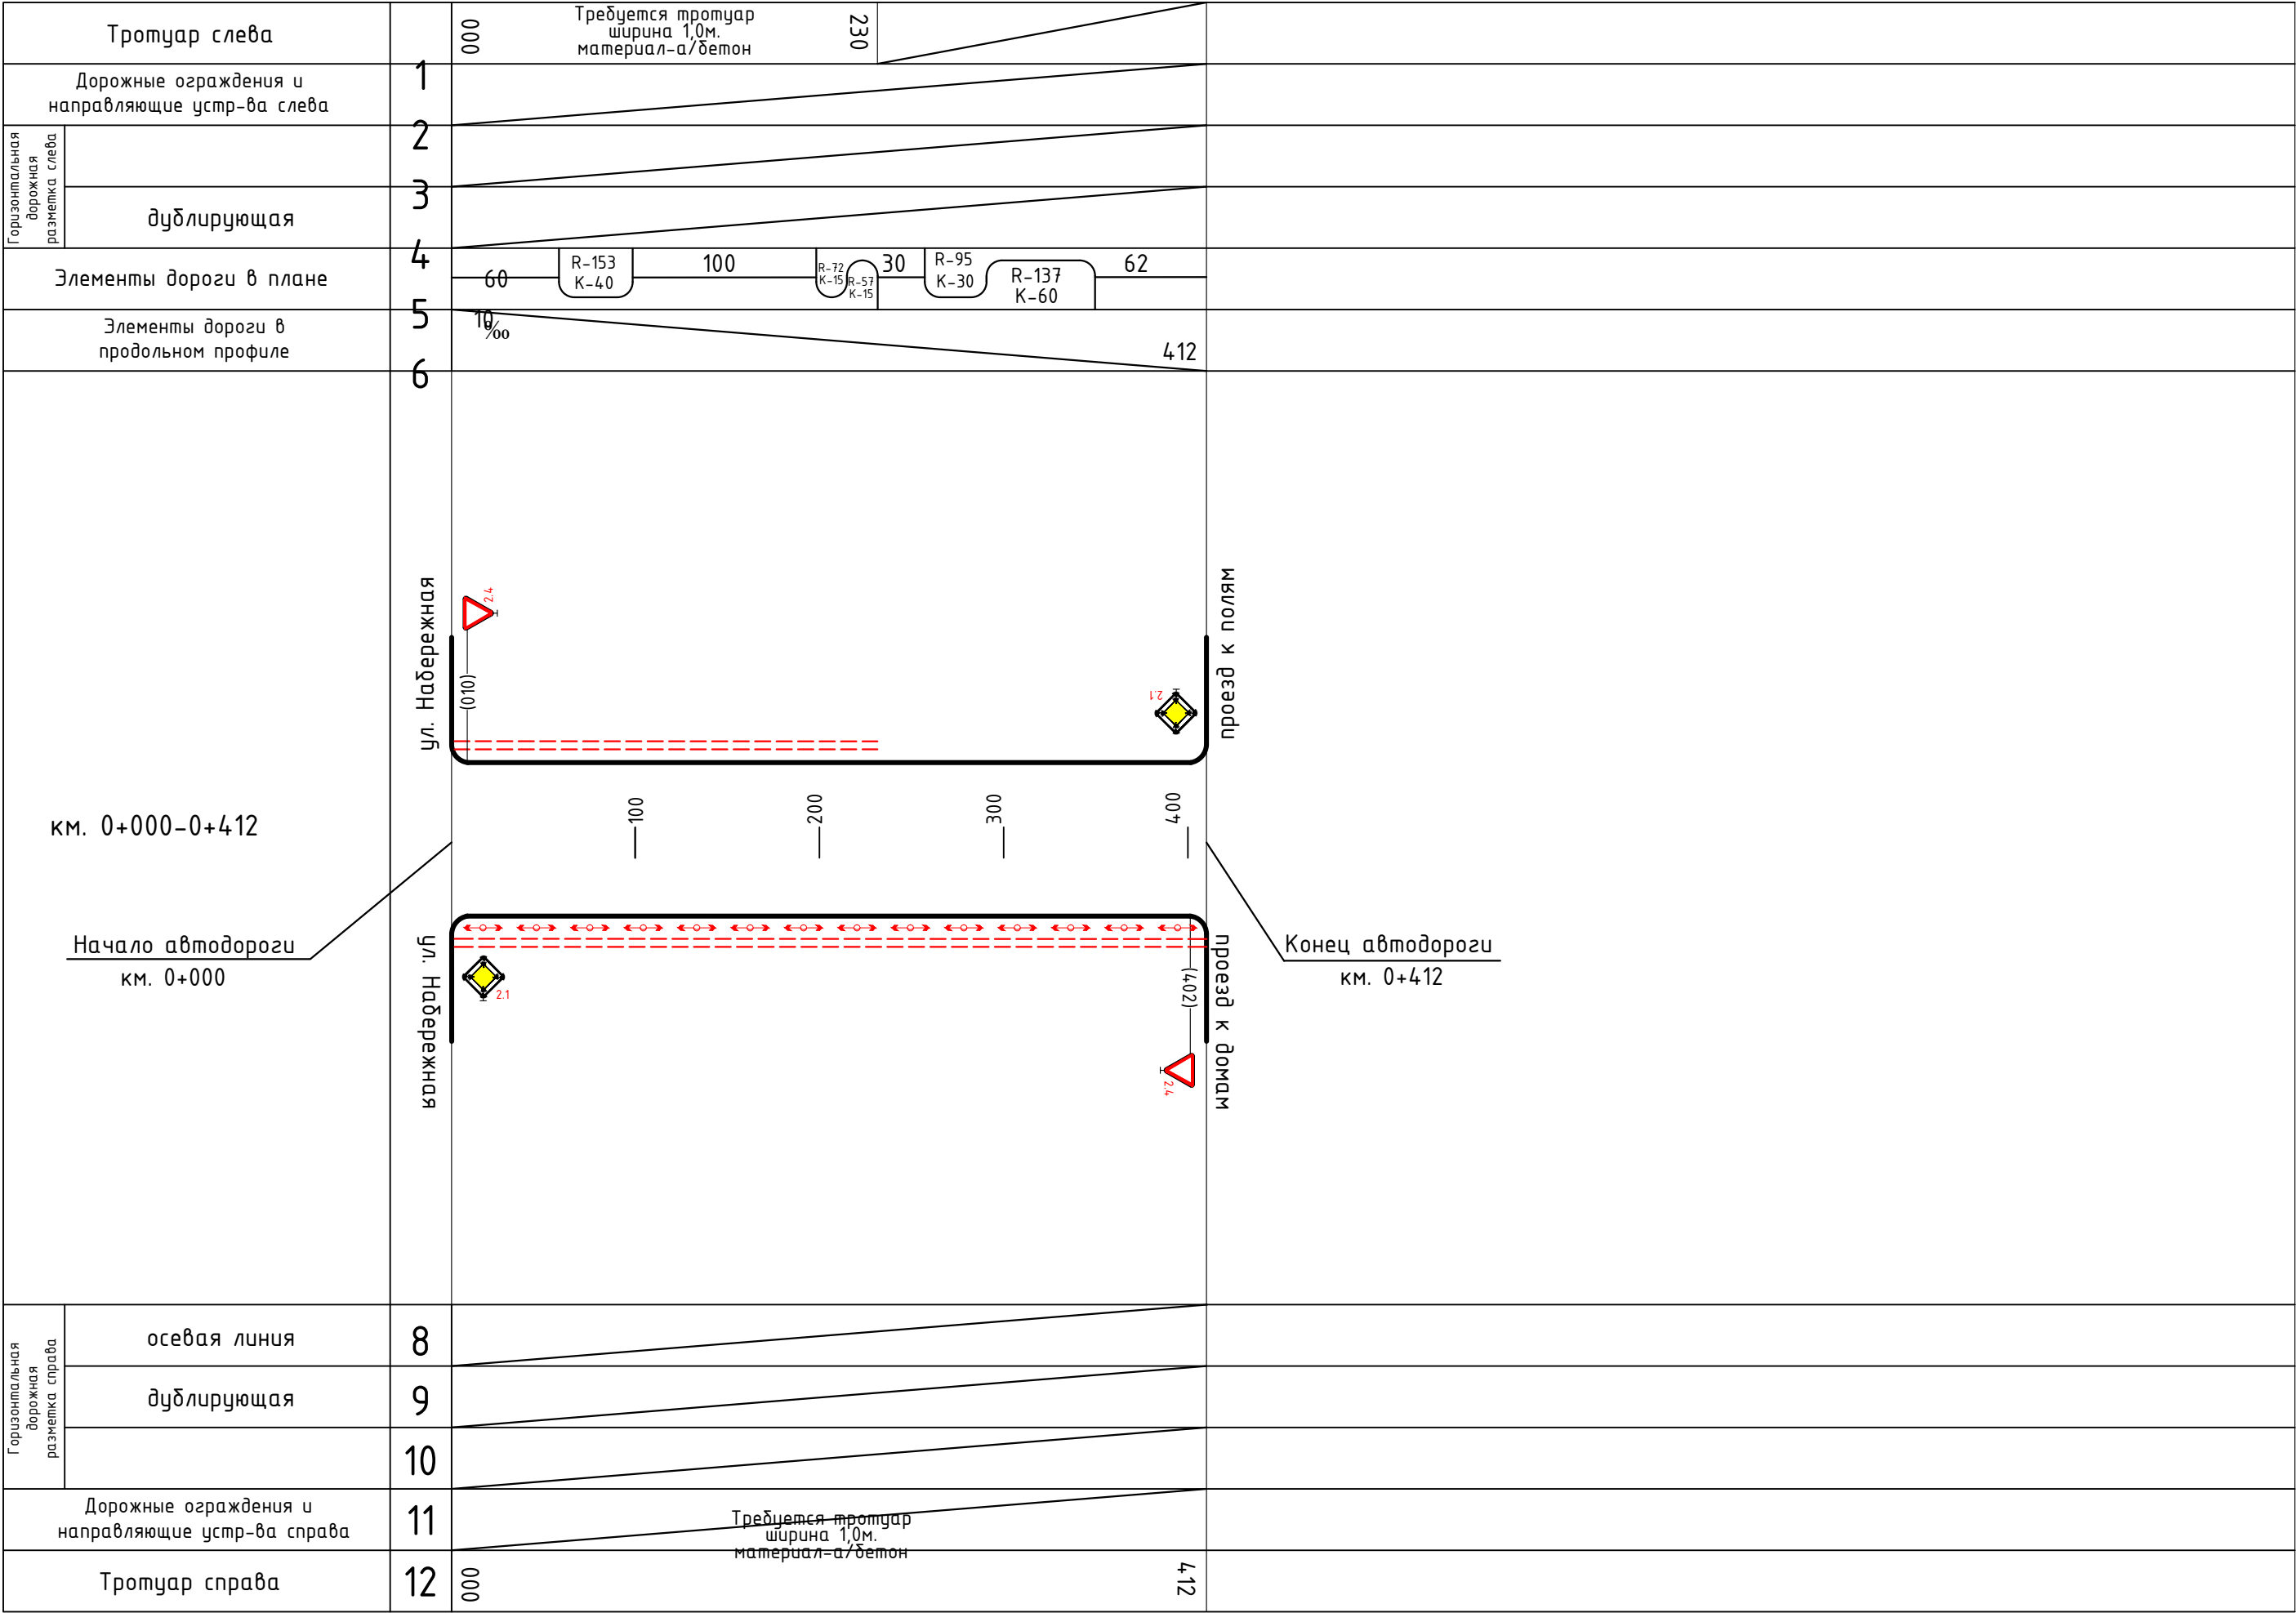 Тротуар слева
000
Требуется тротуар
ширина 1,0м.
материал-а/бетон
230
1
Дорожные ограждения и
направляющие устр-ва слева
2
Горизонтальная
дорожная
разметка слева
3
дублирующая
4
Элементы дороги в плане
60
R-153
К-40
100
R-72
К-15
R-57
К-15
30
R-95
К-30
R-137
К-60
62
5
Элементы дороги в
продольном профиле
10
‰
412
6
ул. Набережная
2.4
(010)
2.1
проезд к полям
км. 0+000-0+412
100
200
300
400
Начало автодороги
км. 0+000
ул. Набережная
2.1
(402)
2.4
проезд к домам
Конец автодороги
км. 0+412
Горизонтальная
дорожная
разметка справа
осевая линия
8
дублирующая
9
10
Дорожные ограждения и
направляющие устр-ва справа
11
Требуется тротуар
ширина 1,0м.
материал-а/бетон
Тротуар справа
12
000
412